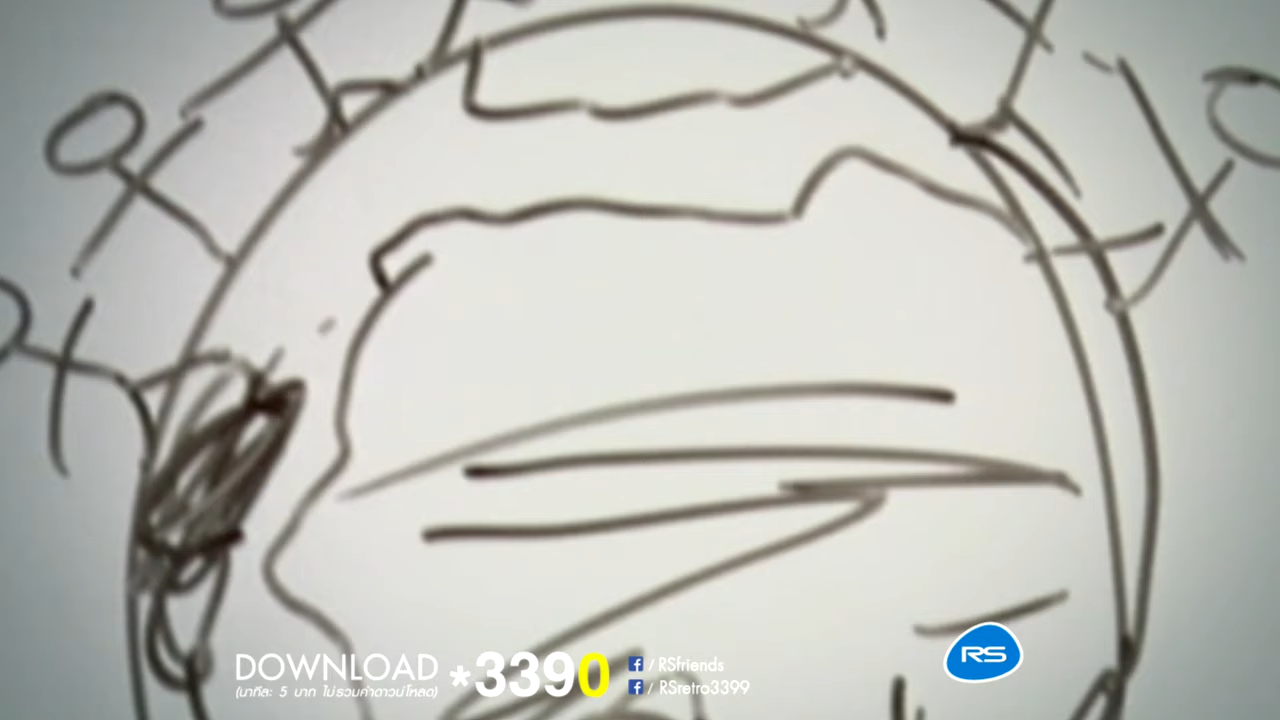 DOWNLOAD *3390
(นาทีละ 5 บาท ไม่รวมค่าดาวน์โหลด)
/ RSfriends
/ RSretro3399
RS